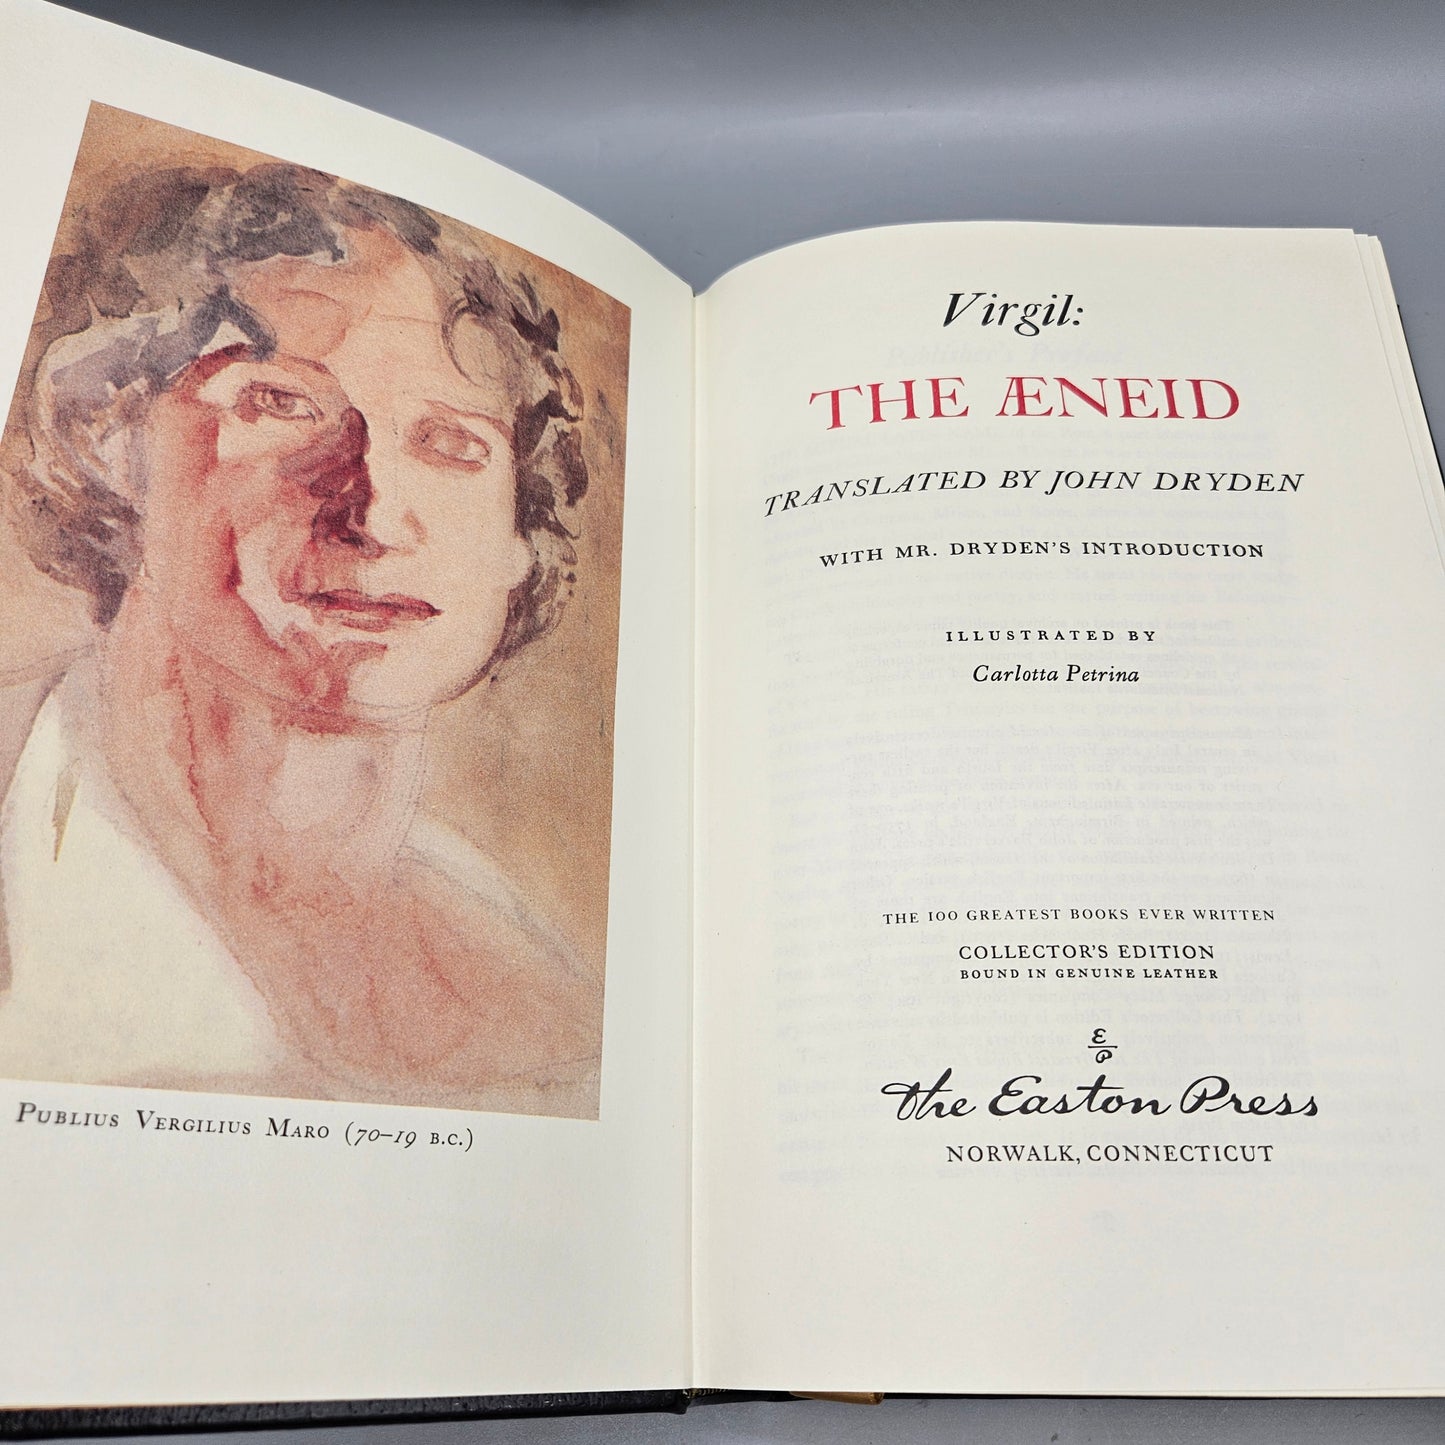 PUBLIUS VERGILIUS MARO (70–19 B.C.)
Virgil:
THE ÆNEID
TRANSLATED BY JOHN DRYDEN
WITH MR. DRYDEN'S INTRODUCTION
ILLUSTRATED BY
Carlotta Petrina
THE 100 GREATEST BOOKS EVER WRITTEN
COLLECTOR'S EDITION
BOUND IN GENUINE LEATHER
E
P
The Easton Press
NORWALK, CONNECTICUT